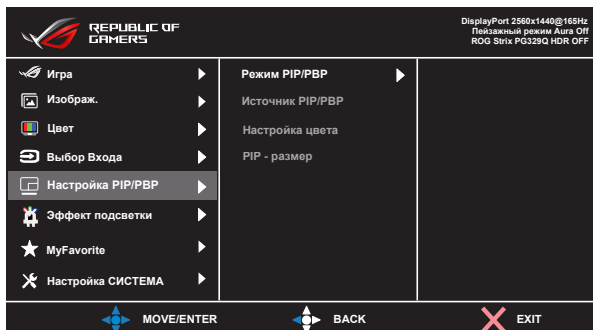 REPUBLIC OF
GAMERS
DisplayPort 2560x1440@165Hz
Пейзажный режим Aura Off
ROG Strix PG329Q HDR OFF
Игра
Изображ.
Цвет
Выбор Входа
Настройка PIP/PBP
Эффект подсветки
MyFavorite
Настройка СИСТЕМА
Режим PIP/PBP
Источник PIP/PBP
Настройка цвета
PIP - размер
MOVE/ENTER
BACK
EXIT